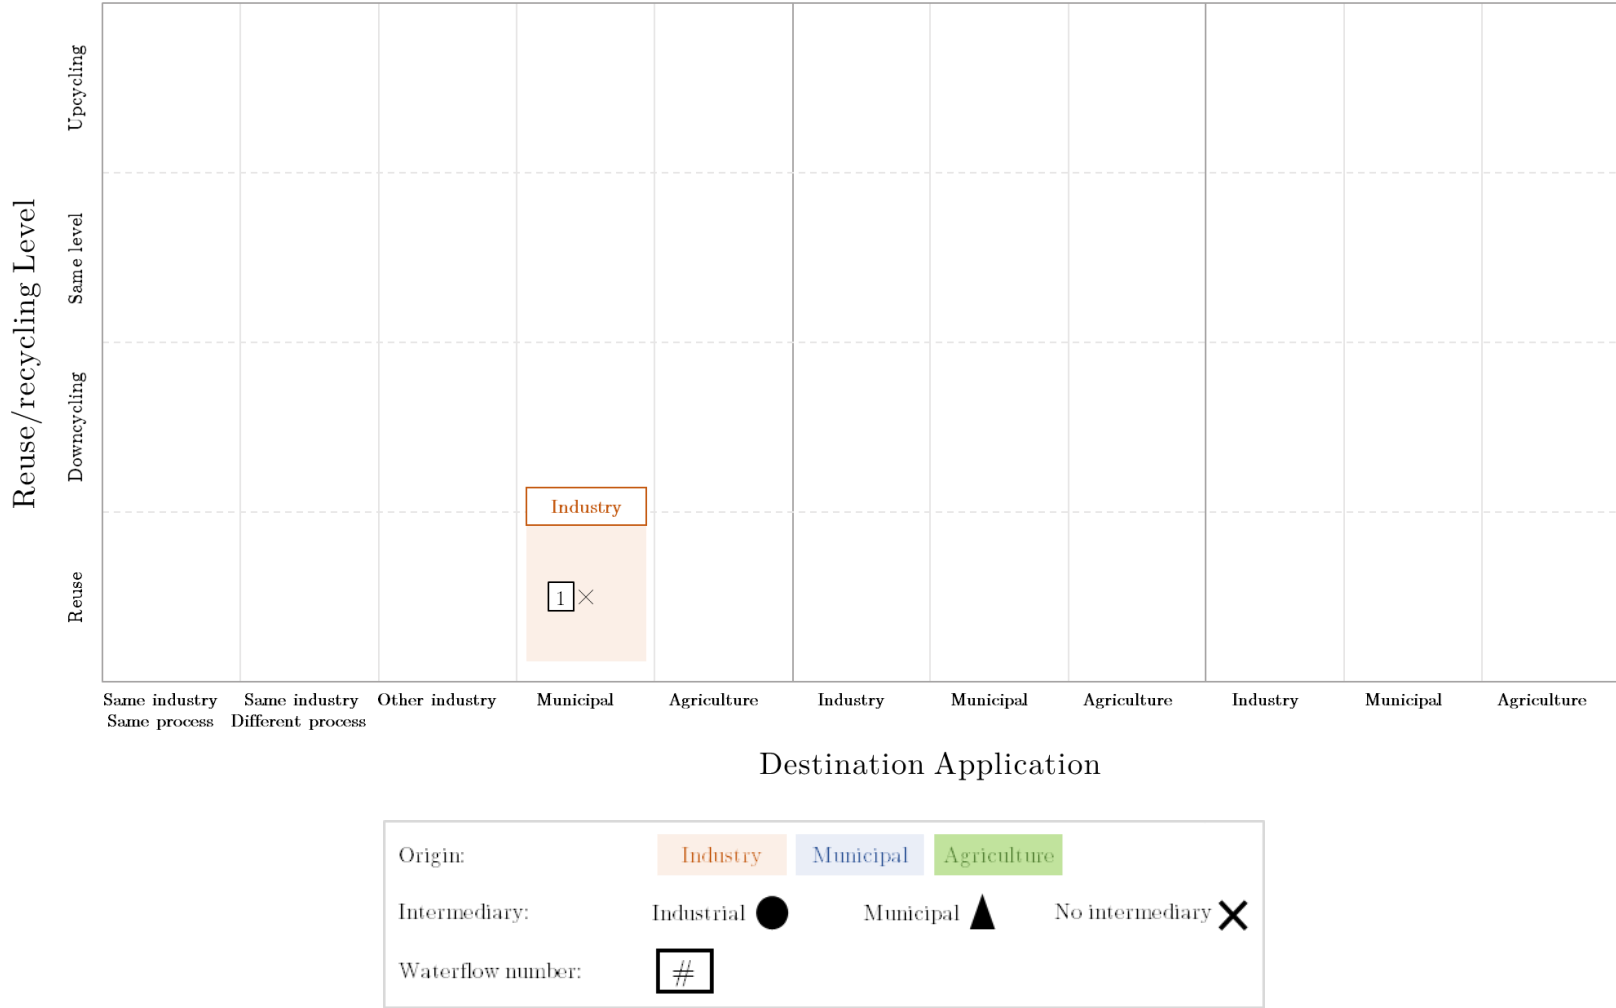 Reuse/recycling Level
Upcycling
Same level
Downcycling
Reuse
Industry
1
Same industry
Same process
Same industry
Different process
Other industry
Municipal
Agriculture
Industry
Municipal
Agriculture
Industry
Municipal
Agriculture
Destination Application
Origin: Industry Municipal Agriculture
Intermediary: Industrial Municipal No intermediary
Waterflow number: #